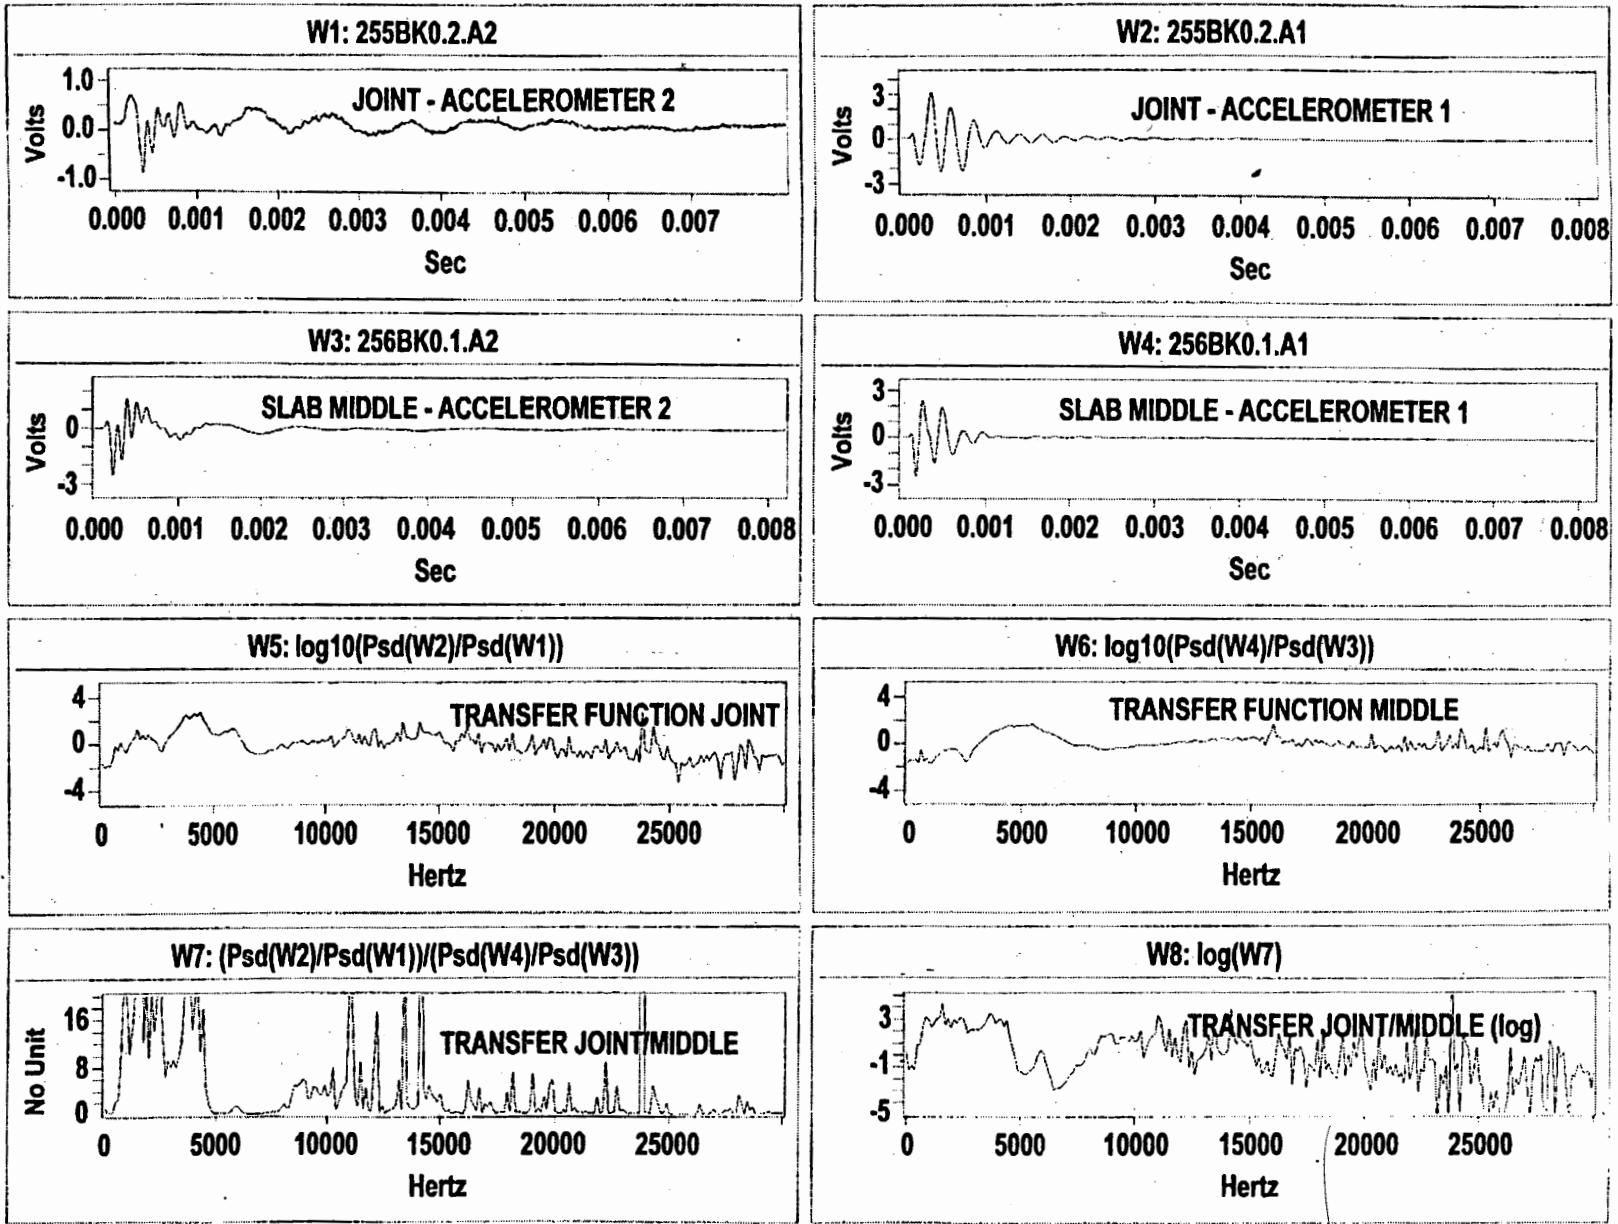 W1: 255BK0.2.A2
1.0
0.0
-1.0
Volts
JOINT - ACCELEROMETER 2
0.000 0.001 0.002 0.003 0.004 0.005 0.006 0.007
Sec
W2: 255BK0.2.A1
3
0
-3
Volts
JOINT - ACCELEROMETER 1
0.000 0.001 0.002 0.003 0.004 0.005 0.006 0.007 0.008
Sec
W3: 256BK0.1.A2
0
-3
Volts
SLAB MIDDLE - ACCELEROMETER 2
0.000 0.001 0.002 0.003 0.004 0.005 0.006 0.007 0.008
Sec
W4: 256BK0.1.A1
3
0
-3
Volts
SLAB MIDDLE - ACCELEROMETER 1
0.000 0.001 0.002 0.003 0.004 0.005 0.006 0.007 0.008
Sec
W5: log10(Psd(W2)/Psd(W1))
4
0
-4
TRANSFER FUNCTION JOINT
0 5000 10000 15000 20000 25000
Hertz
W6: log10(Psd(W4)/Psd(W3))
4
0
-4
TRANSFER FUNCTION MIDDLE
0 5000 10000 15000 20000 25000
Hertz
W7: (Psd(W2)/Psd(W1))/(Psd(W4)/Psd(W3))
16
8
0
No Unit
TRANSFER JOINT/MIDDLE
0 5000 10000 15000 20000 25000
Hertz
W8: log(W7)
3
-1
-5
TRANSFER JOINT/MIDDLE (log)
0 5000 10000 15000 20000 25000
Hertz